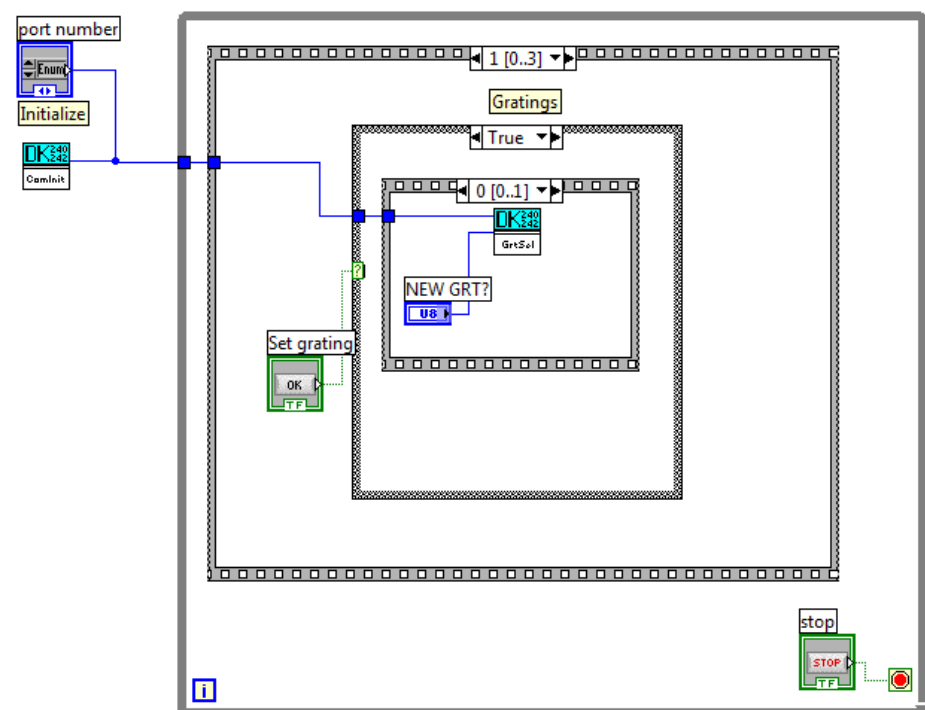 port number
Enum
Initialize
DK 240 242
ComInit
1 [0..3]
Gratings
True
0 [0..1]
DK 240 242
GrtSel
NEW GRT?
U8
?
Set grating
OK
TF
stop
STOP
TF
i